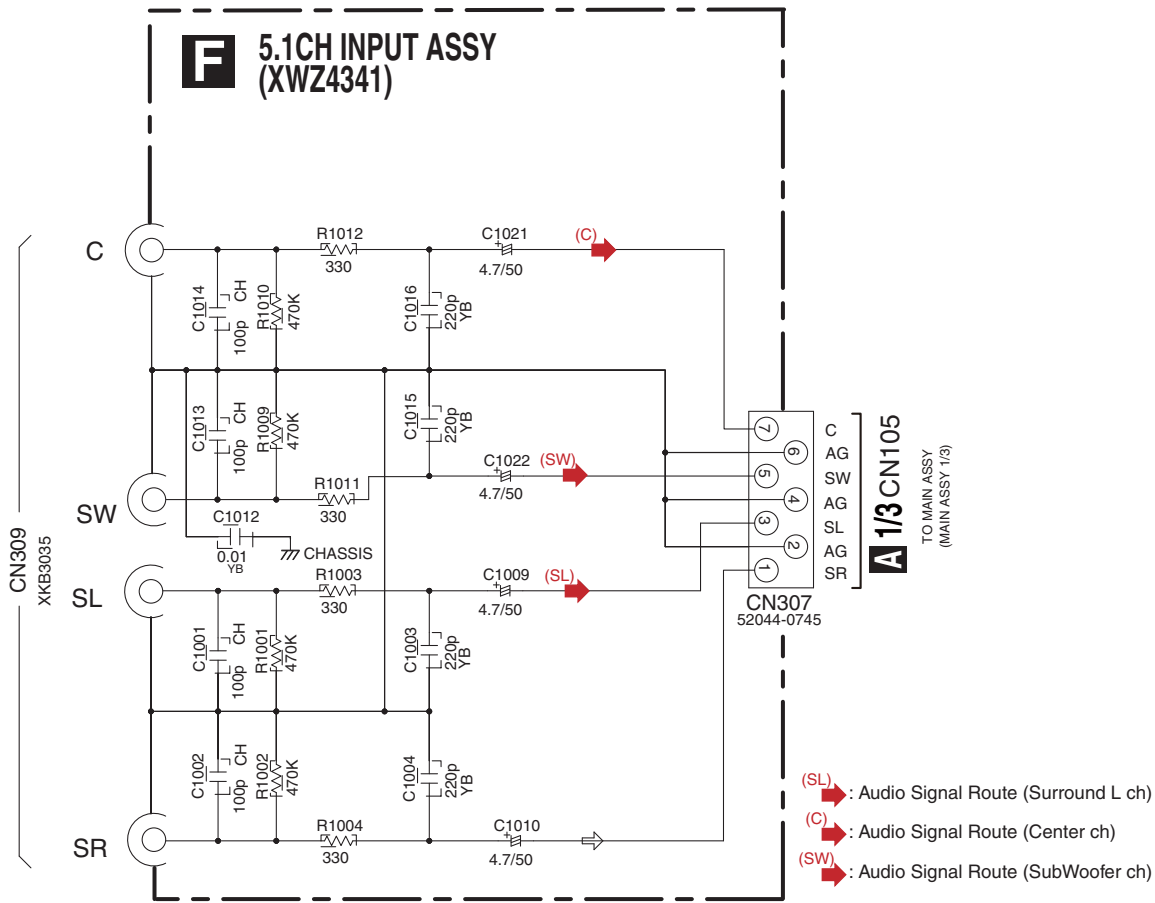 F
5.1CH INPUT ASSY
(XWZ4341)
CN309
XKB3035
C
R1012
330
C1021
4.7/50
(C)
C1014
CH
100p
R1010
470K
C1016
220p
YB
C1013
CH
100p
R1009
470K
C1015
220p
YB
SW
R1011
330
C1022
4.7/50
(SW)
C1012
0.01
YB
CHASSIS
SL
R1003
330
C1009
4.7/50
(SL)
C1001
CH
100p
R1001
470K
C1003
220p
YB
C1002
CH
100p
R1002
470K
C1004
220p
YB
SR
R1004
330
C1010
4.7/50
7 C
6 AG
5 SW
4 AG
3 SL
2 AG
1 SR
CN307
52044-0745
A 1/3 CN105
TO MAIN ASSY
(MAIN ASSY 1/3)
(SL) : Audio Signal Route (Surround L ch)
(C) : Audio Signal Route (Center ch)
(SW) : Audio Signal Route (SubWoofer ch)